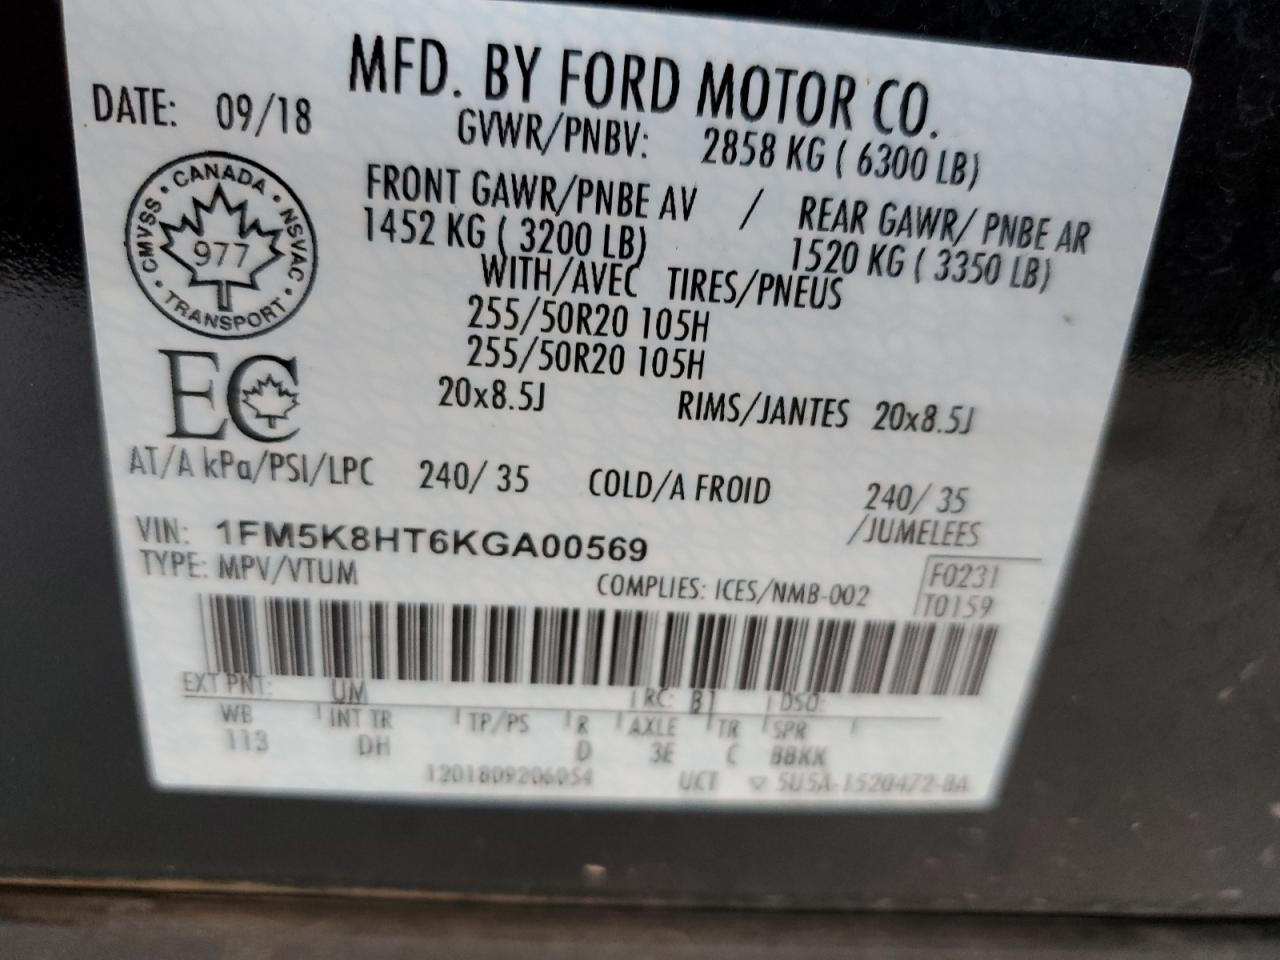 MFD. BY FORD MOTOR CO.
DATE: 09/18
GVWR/PNBV: 2858 KG ( 6300 LB)
CANADA
CMVSS • NSVAC
977
TRANSPORT
FRONT GAWR/PNBE AV / REAR GAWR/ PNBE AR
1452 KG ( 3200 LB) 1520 KG ( 3350 LB)
WITH/AVEC TIRES/PNEUS
255/50R20 105H
255/50R20 105H
EC
20x8.5J RIMS/JANTES 20x8.5J
AT/A kPa/PSI/LPC 240/ 35 COLD/A FROID 240/ 35
/JUMELEES
VIN: 1FM5K8HT6KGA00569
TYPE: MPV/VTUM
COMPLIES: ICES/NMB-002
F0231
T0159
EXT PNT: UM RC: B1 DSO:
WB INT TR TP/PS R AXLE TR SPR
113 DH D 3E C BBKK
1201809206054 UCT ▽ 5U5A-1520472-BA